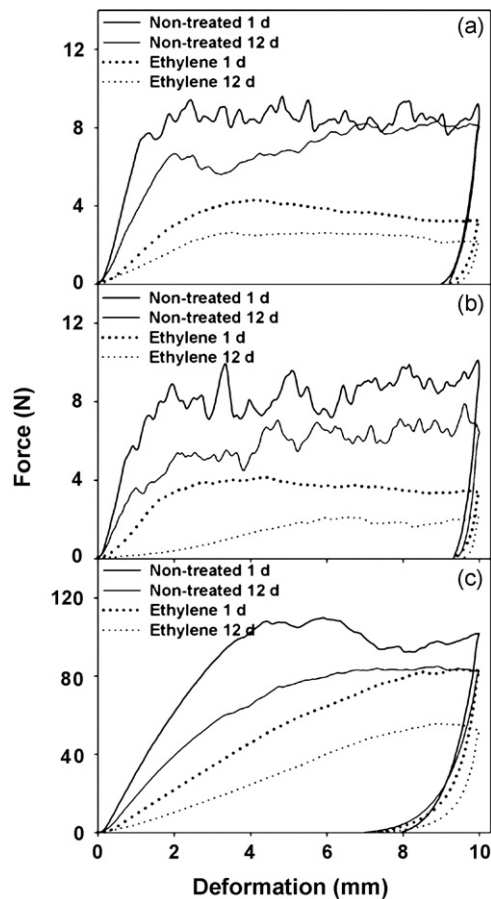 Non-treated 1 d
Non-treated 12 d
Ethylene 1 d
Ethylene 12 d
(a)
12
8
4
0
Non-treated 1 d
Non-treated 12 d
Ethylene 1 d
Ethylene 12 d
(b)
12
8
4
0
Force (N)
Non-treated 1 d
Non-treated 12 d
Ethylene 1 d
Ethylene 12 d
(c)
120
80
40
0
0 2 4 6 8 10
Deformation (mm)